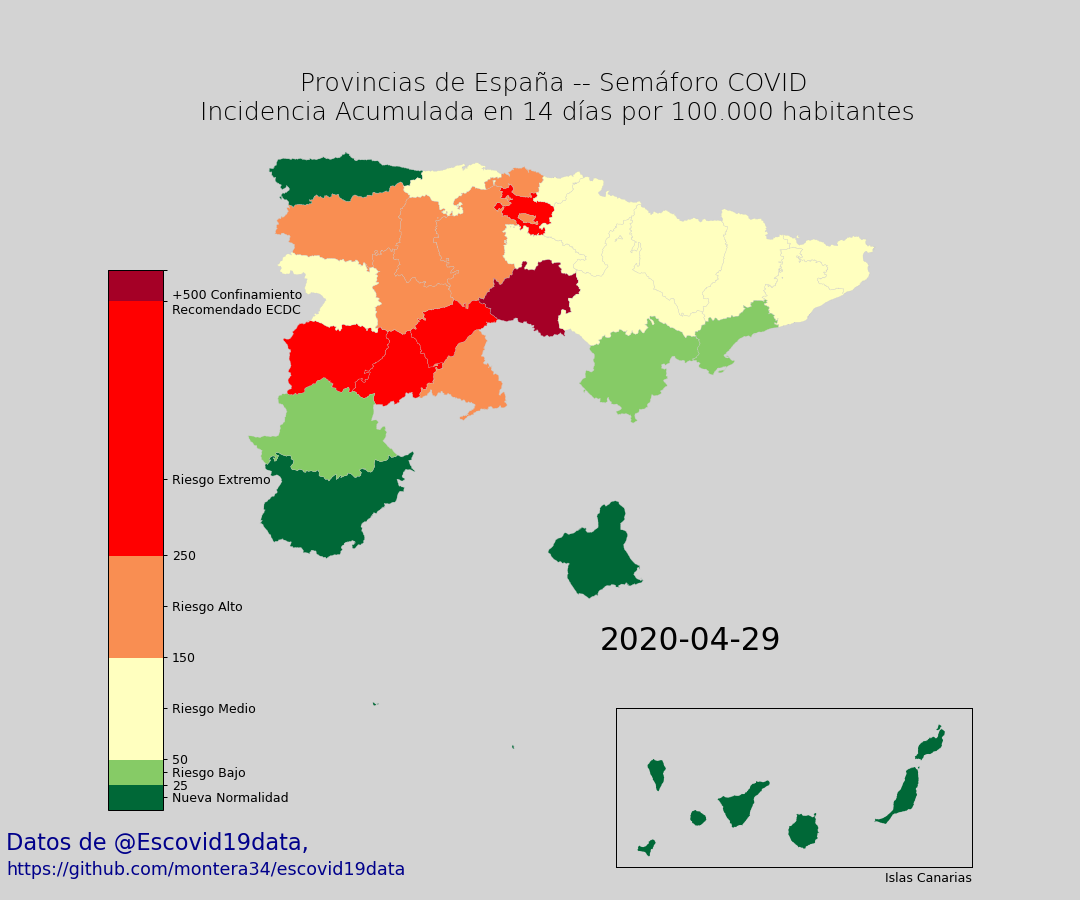 Provincias de España -- Semáforo COVID
Incidencia Acumulada en 14 días por 100.000 habitantes
+500 Confinamiento
Recomendado ECDC
Riesgo Extremo
250
Riesgo Alto
150
Riesgo Medio
50
Riesgo Bajo
25
Nueva Normalidad
2020-04-29
Islas Canarias
Datos de @Escovid19data,
https://github.com/montera34/escovid19data